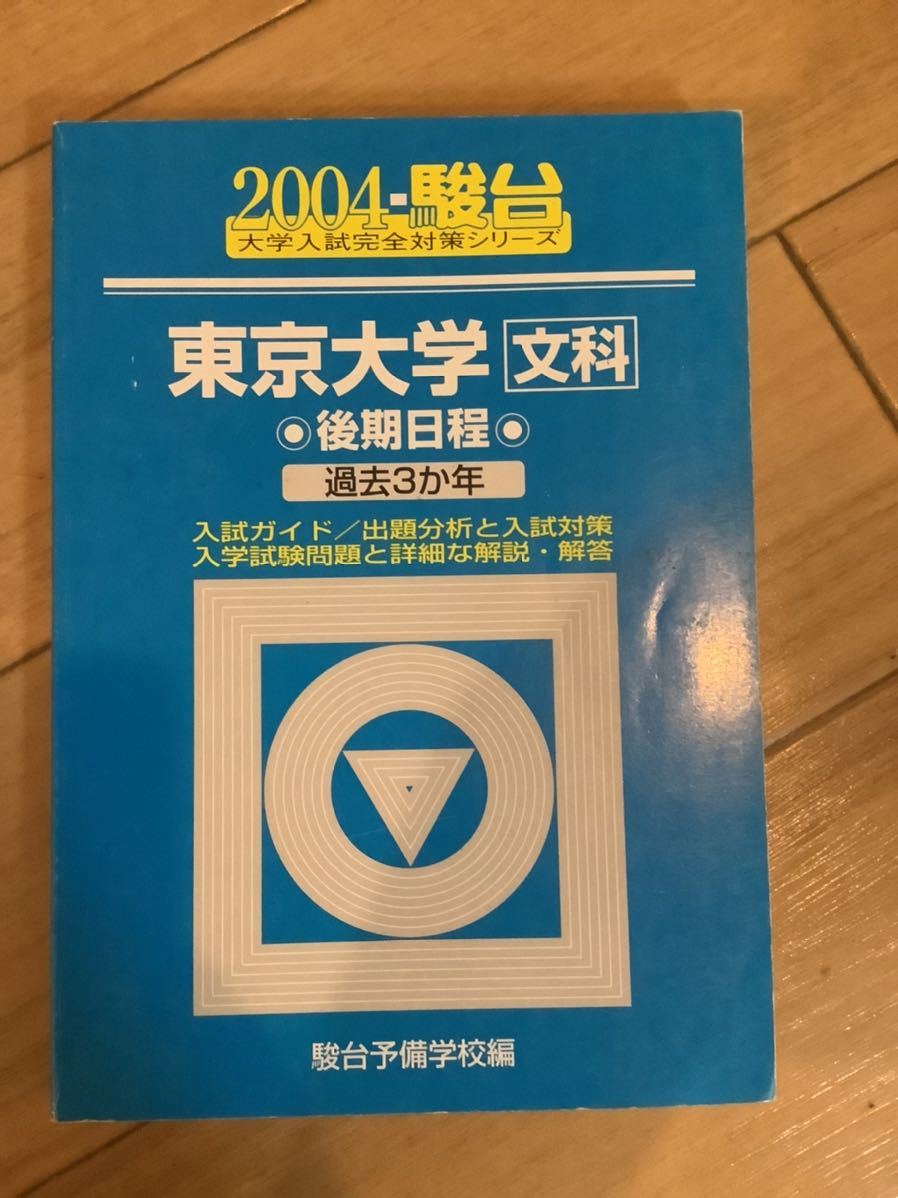 2004-駿台
大学入試完全対策シリーズ
東京大学 文科
後期日程
過去3か年
入試ガイド/出題分析と入試対策
入学試験問題と詳細な解説・解答
駿台予備学校編